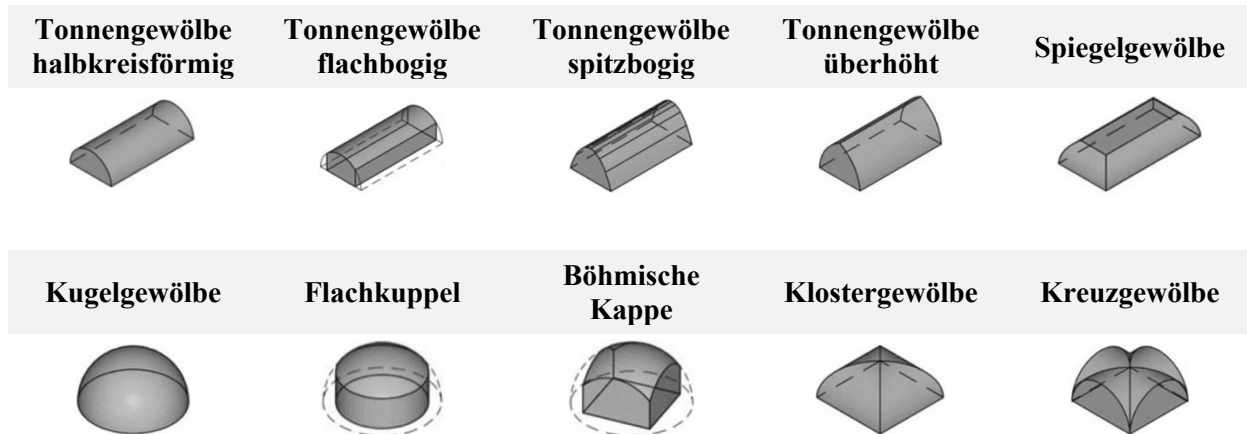 Tonnengewölbe Tonnengewölbe Tonnengewölbe Tonnengewölbe Spiegelgewölbe
halbkreisförmig flachbogig spitzbogig überhöht
Kugelgewölbe Flachkuppel Böhmische Klostergewölbe Kreuzgewölbe
Kappe